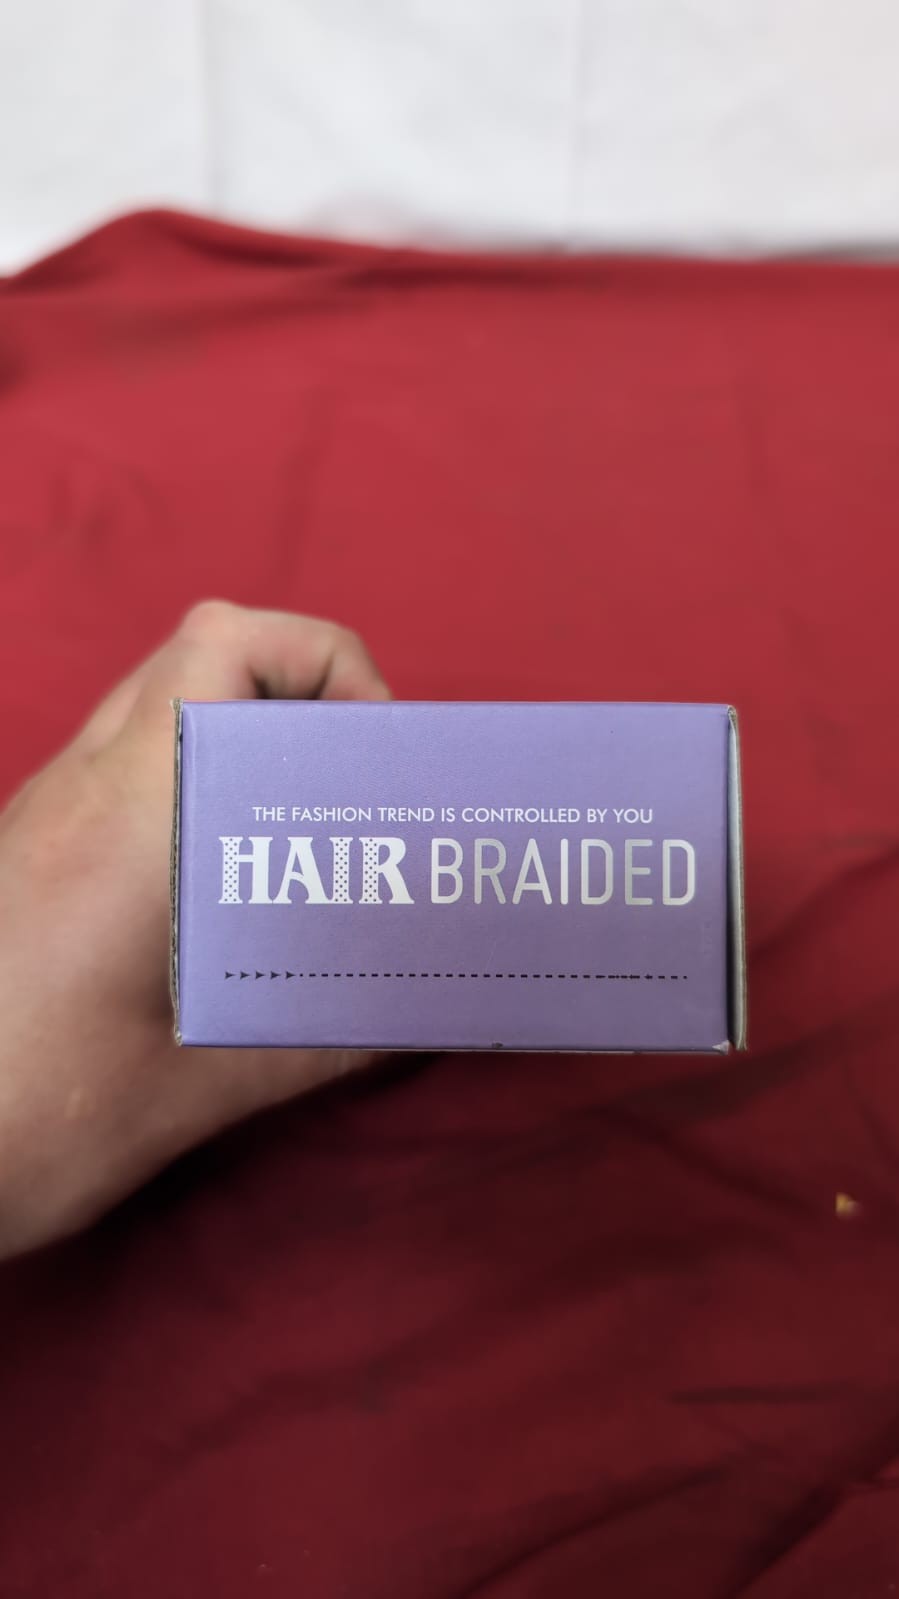 THE FASHION TREND IS CONTROLLED BY YOU
HAIR BRAIDED